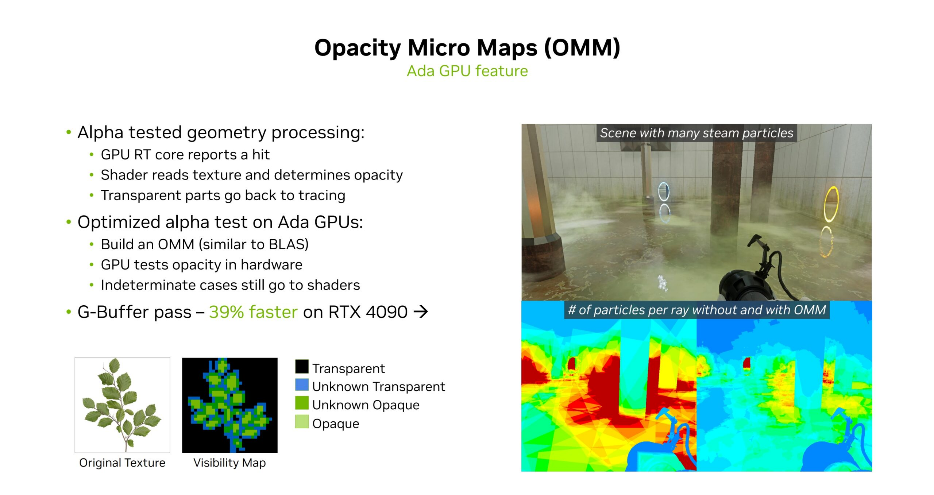 Opacity Micro Maps (OMM)
Ada GPU feature
• Alpha tested geometry processing:
• GPU RT core reports a hit
• Shader reads texture and determines opacity
• Transparent parts go back to tracing
• Optimized alpha test on Ada GPUs:
• Build an OMM (similar to BLAS)
• GPU tests opacity in hardware
• Indeterminate cases still go to shaders
• G-Buffer pass – 39% faster on RTX 4090 →
Original Texture
Visibility Map
Transparent
Unknown Transparent
Unknown Opaque
Opaque
Scene with many steam particles
# of particles per ray without and with OMM